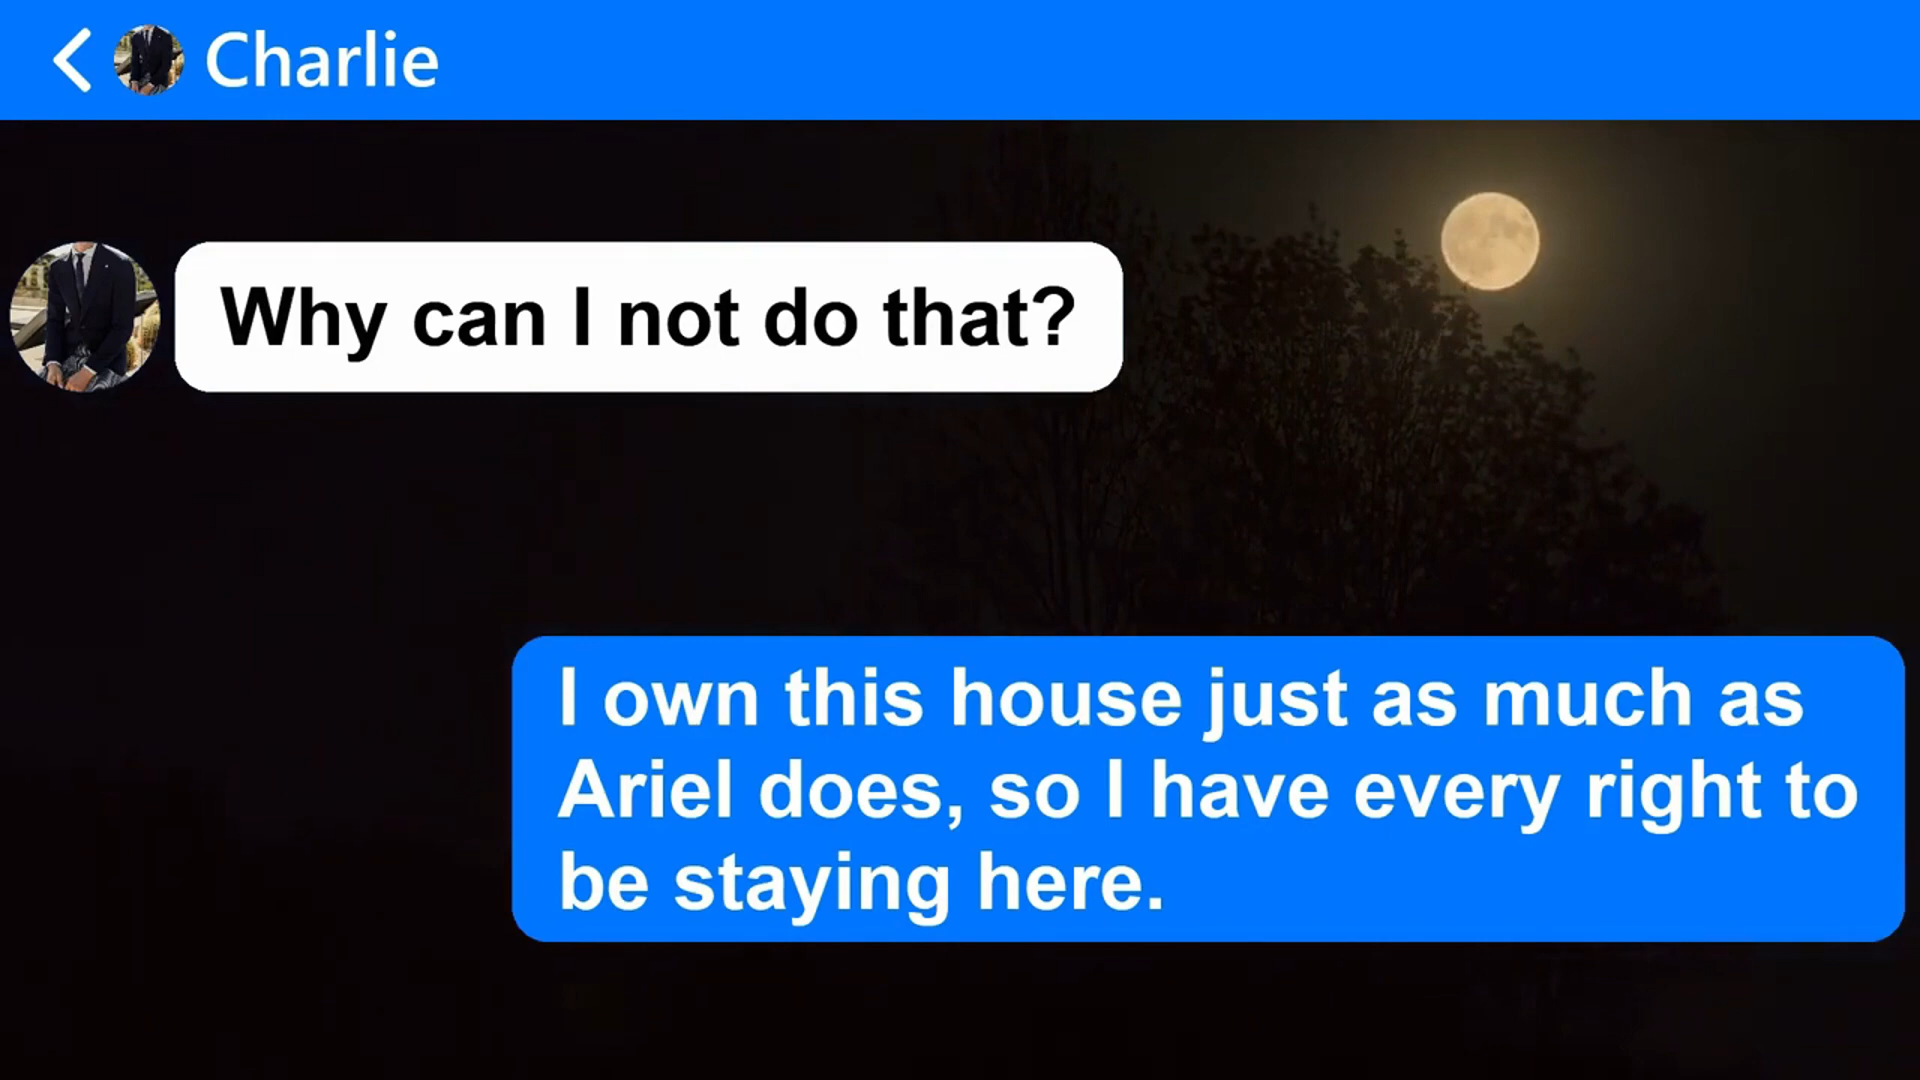 Charlie
Why can I not do that?
I own this house just as much as
Ariel does, so I have every right to
be staying here.